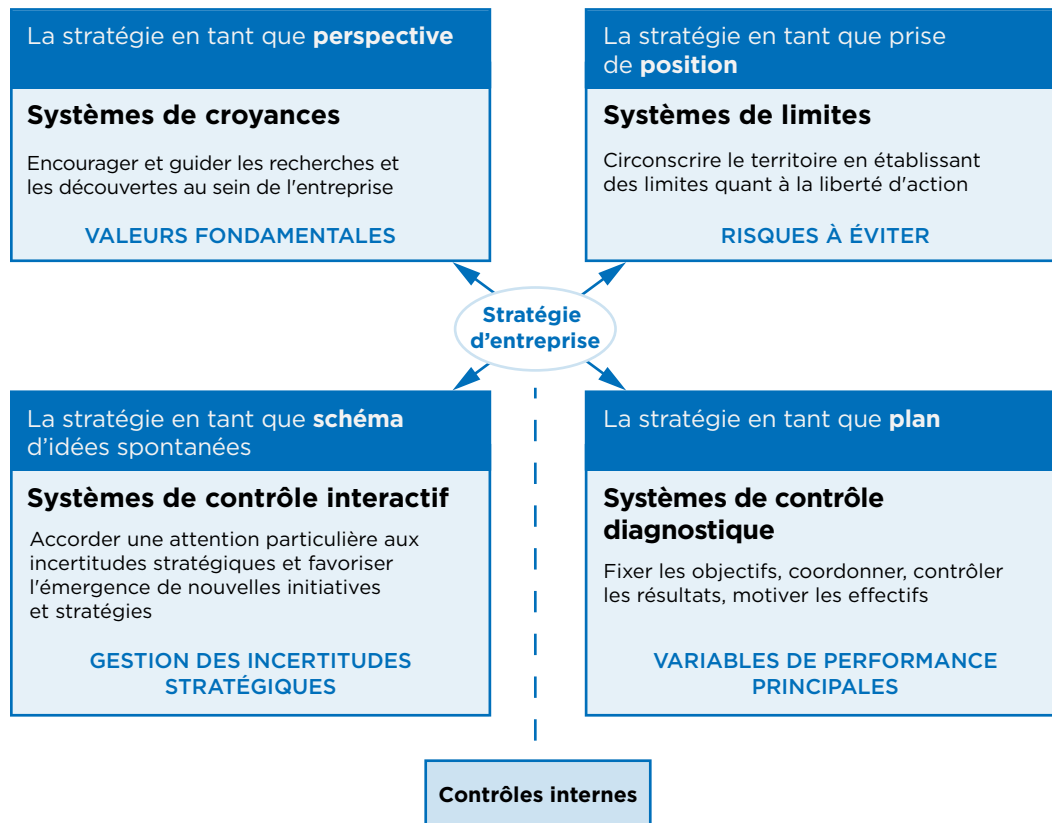 La stratégie en tant que perspective
Systèmes de croyances
Encourager et guider les recherches et
les découvertes au sein de l'entreprise
VALEURS FONDAMENTALES
La stratégie en tant que prise
de position
Systèmes de limites
Circonscrire le territoire en établissant
des limites quant à la liberté d'action
RISQUES À ÉVITER
Stratégie
d’entreprise
La stratégie en tant que schéma
d’idées spontanées
Systèmes de contrôle interactif
Accorder une attention particulière aux
incertitudes stratégiques et favoriser
l'émergence de nouvelles initiatives
et stratégies
GESTION DES INCERTITUDES
STRATÉGIQUES
La stratégie en tant que plan
Systèmes de contrôle
diagnostique
Fixer les objectifs, coordonner, contrôler
les résultats, motiver les effectifs
VARIABLES DE PERFORMANCE
PRINCIPALES
Contrôles internes